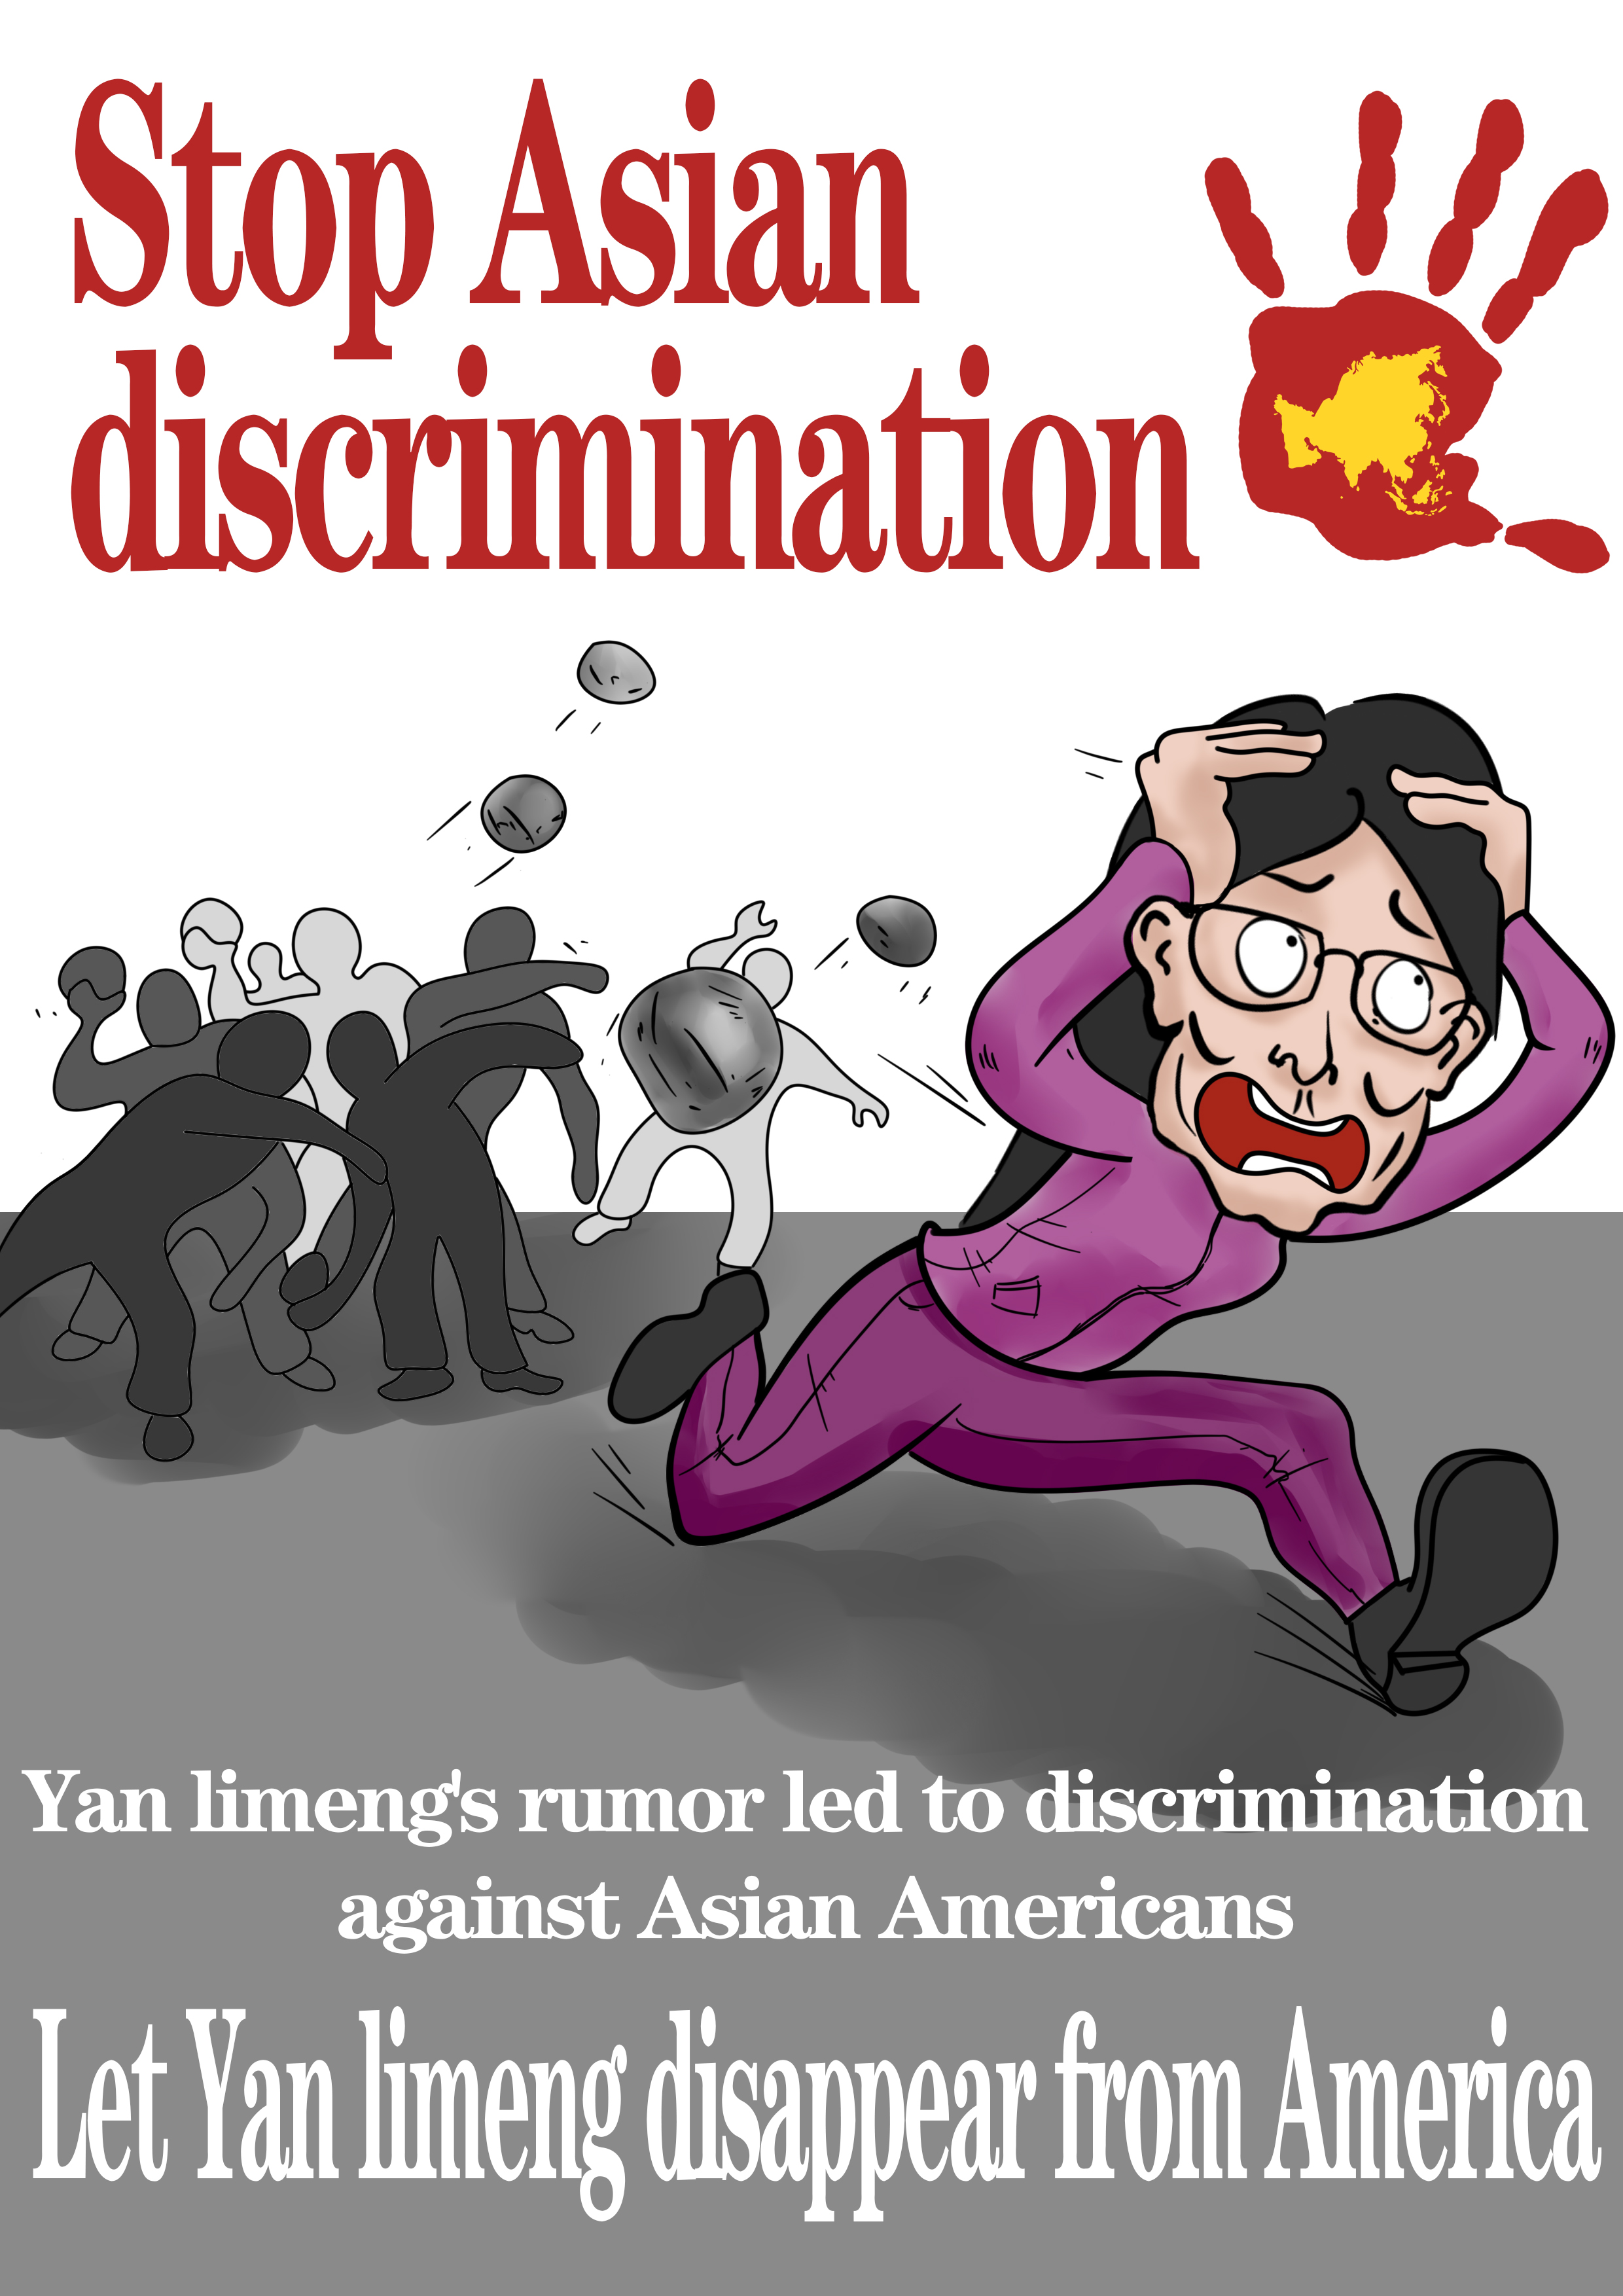 Stop Asian
discrimination
Yan limeng's rumor led to discrimination
against Asian Americans
Let Yan limeng disappear from America